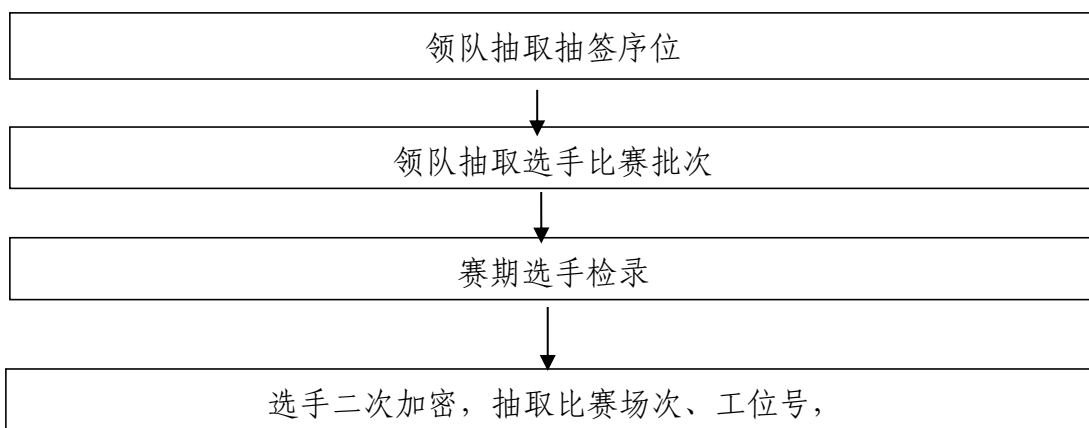 领队抽取抽签序位
领队抽取选手比赛批次
赛期选手检录
选手二次加密，抽取比赛场次、工位号，